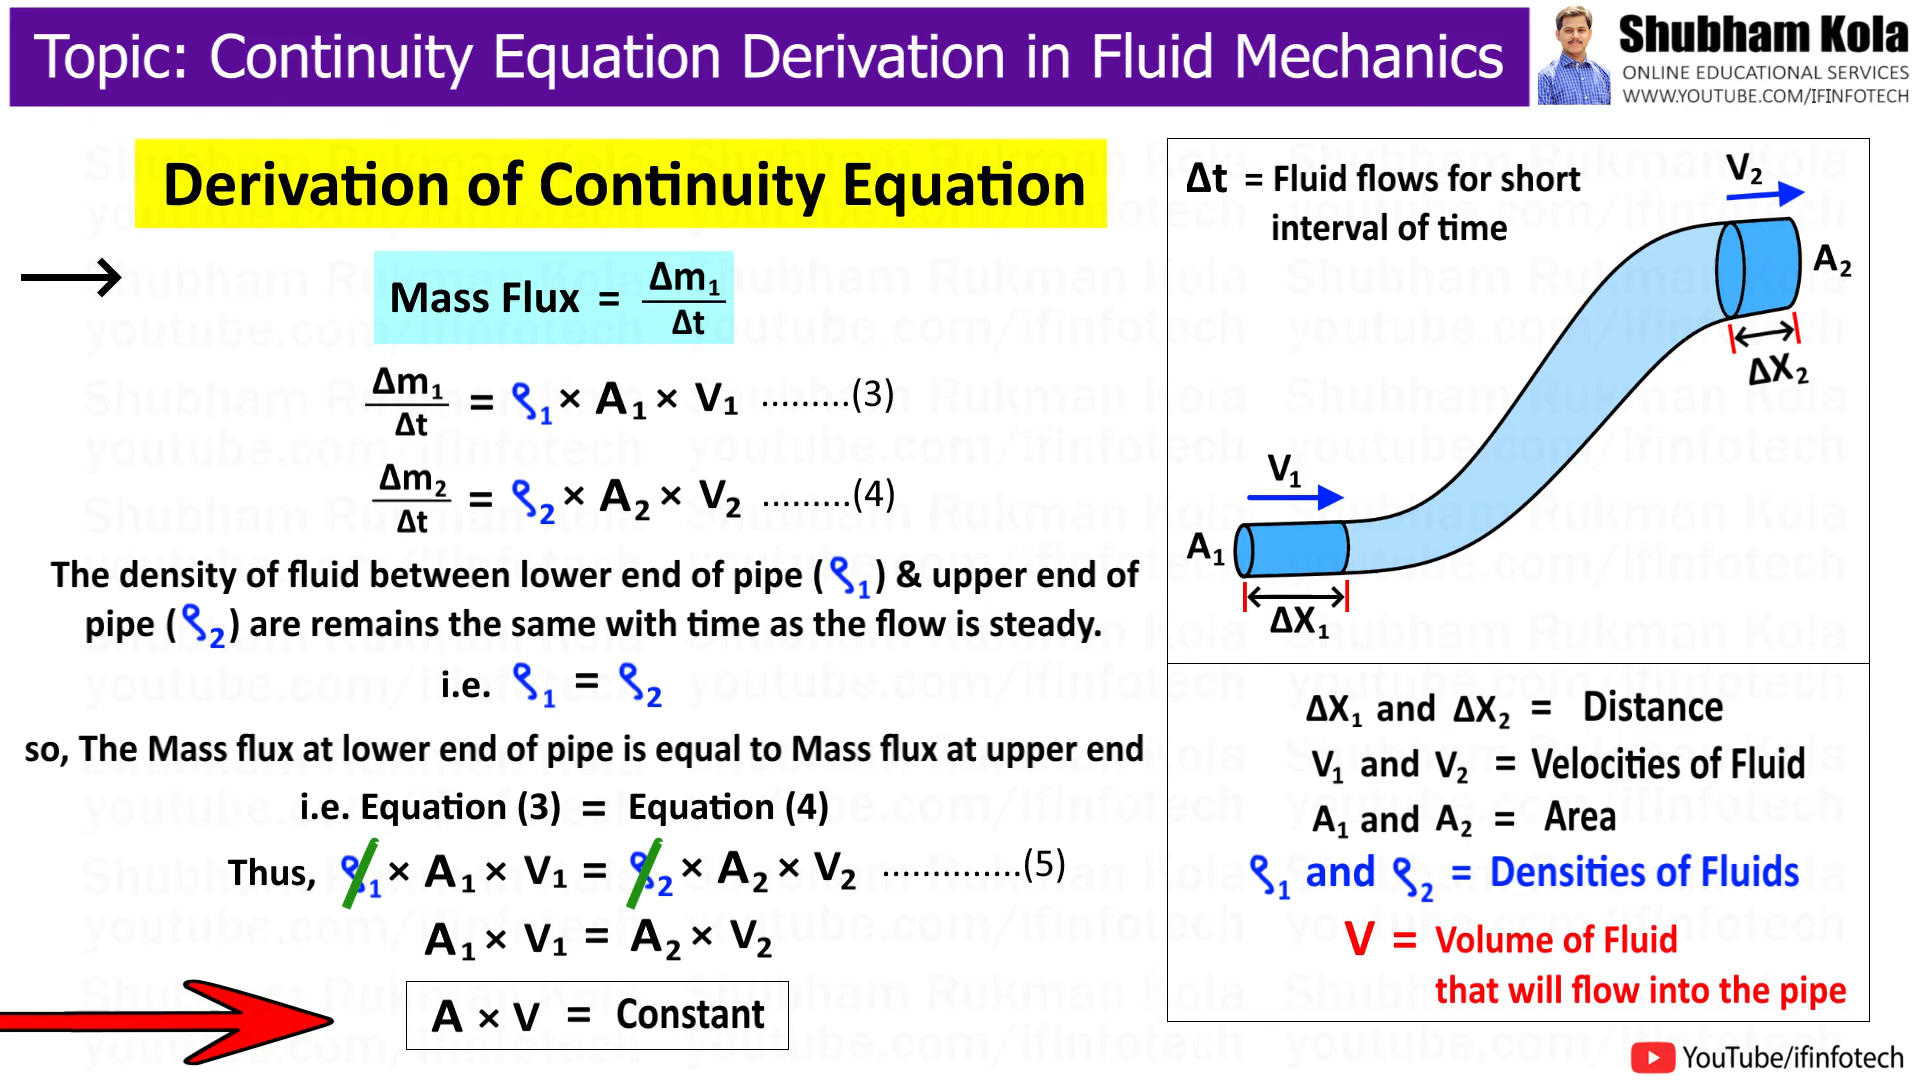 Topic: Continuity Equation Derivation in Fluid Mechanics
Shubham Kola
ONLINE EDUCATIONAL SERVICES
WWW.YOUTUBE.COM/IFINFOTECH
Derivation of Continuity Equation
Mass Flux = Δm₁/Δt
Δm₁/Δt = ρ₁ × A₁ × V₁ .........(3)
Δm₂/Δt = ρ₂ × A₂ × V₂ .........(4)
The density of fluid between lower end of pipe (ρ₁) & upper end of
pipe (ρ₂) are remains the same with time as the flow is steady.
i.e. ρ₁ = ρ₂
so, The Mass flux at lower end of pipe is equal to Mass flux at upper end
i.e. Equation (3) = Equation (4)
Thus, ρ₁ × A₁ × V₁ = ρ₂ × A₂ × V₂ ..............(5)
A₁ × V₁ = A₂ × V₂
A × V = Constant
Δt = Fluid flows for short
interval of time
V₂
A₂
ΔX₂
V₁
A₁
ΔX₁
ΔX₁ and ΔX₂ = Distance
V₁ and V₂ = Velocities of Fluid
A₁ and A₂ = Area
ρ₁ and ρ₂ = Densities of Fluids
V = Volume of Fluid
that will flow into the pipe
YouTube/ifinfotech
Shubham Rukman Kola
youtube.com/ifinfotech